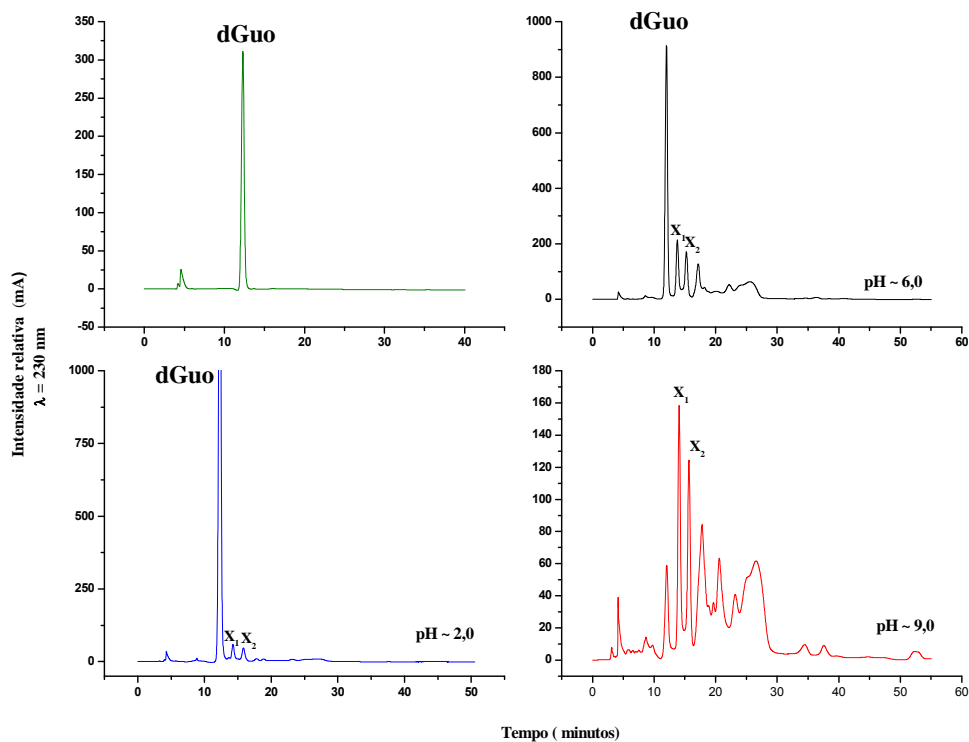 Intensidade relativa (mA)
λ = 230 nm
dGuo
350
300
250
200
150
100
50
0
-50
0 10 20 30 40
dGuo
1000
800
600
400
200
0
X1 X2
pH ~ 6,0
0 10 20 30 40 50 60
dGuo
1000
750
500
250
0
X1 X2
pH ~ 2,0
0 10 20 30 40 50
180
160
140
120
100
80
60
40
20
0
X1
X2
pH ~ 9,0
0 10 20 30 40 50 60
Tempo ( minutos)